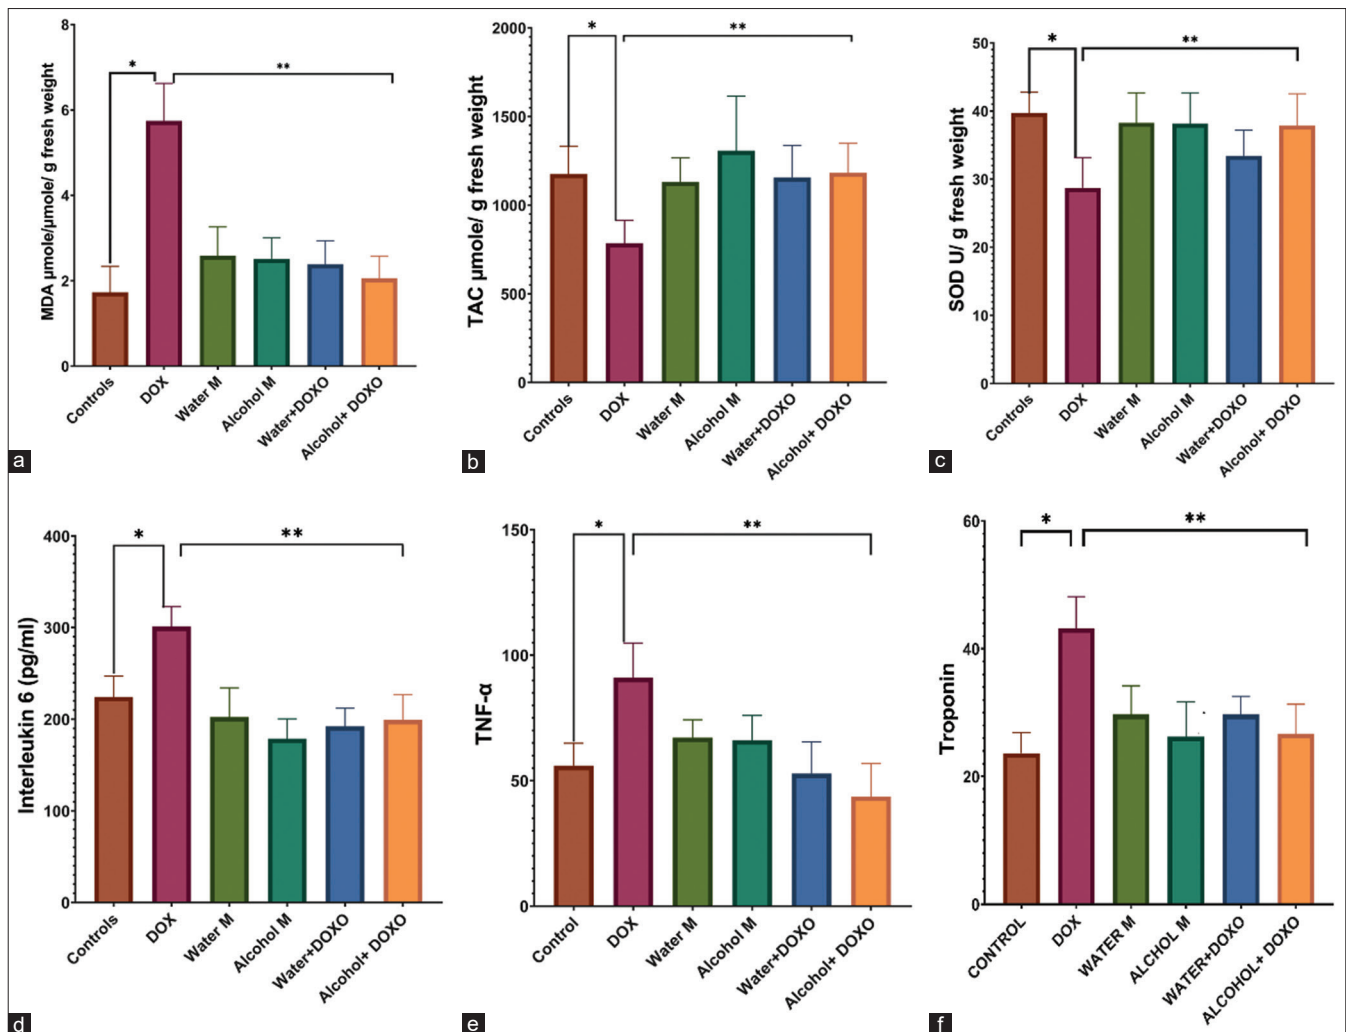 MDA μmole/μmole/ g fresh weight
8
6
4
2
0
*
**
Controls
DOX
Water M
Alcohol M
Water+DOXO
Alcohol+ DOXO
a
TAC μmole/ g fresh weight
2000
1500
1000
500
0
*
**
Controls
DOX
Water M
Alcohol M
Water+DOXO
Alcohol+ DOXO
b
SOD U/ g fresh weight
50
40
30
20
10
0
*
**
Controls
DOX
Water M
Alcohol M
Water+DOXO
Alcohol+ DOXO
c
Interleukin 6 (pg/ml)
400
300
200
100
0
*
**
Controls
DOX
Water M
Alcohol M
Water+DOXO
Alcohol+ DOXO
d
TNF-α
150
100
50
0
*
**
Control
DOX
Water M
Alcohol M
Water+DOXO
Alcohol+ DOXO
e
Troponin
60
40
20
0
*
**
CONTROL
DOX
WATER M
ALCHOL M
WATER+DOXO
ALCOHOL+ DOXO
f